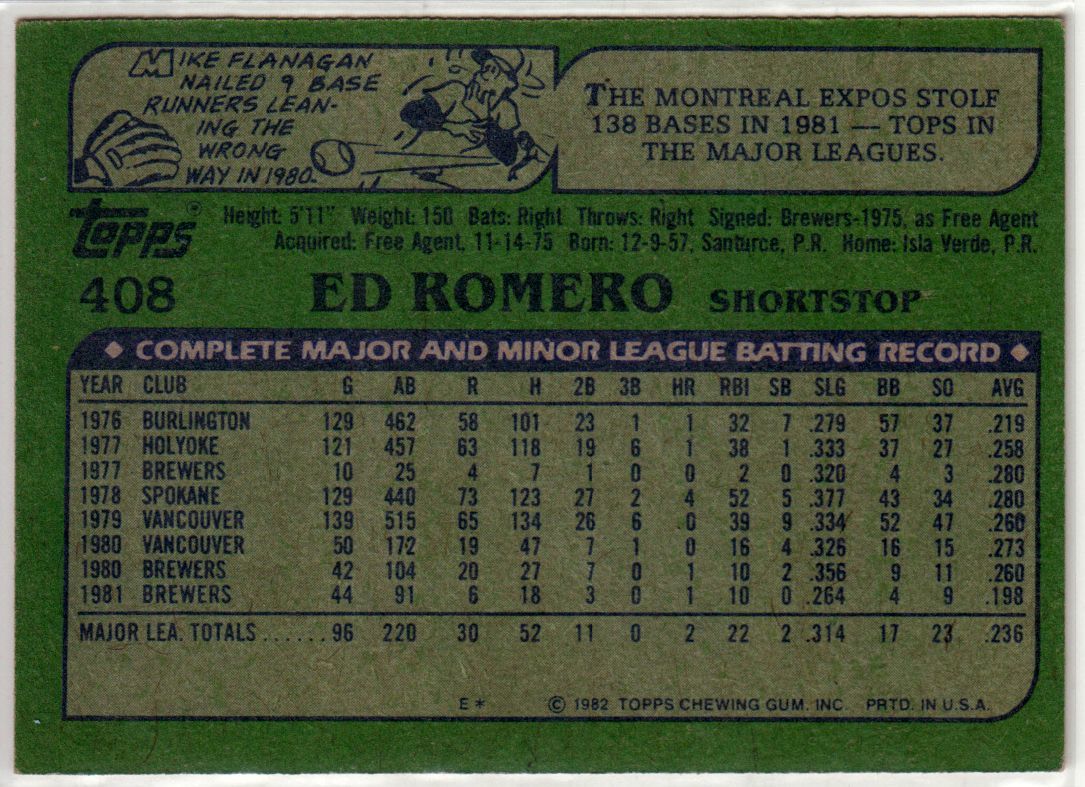 MIKE FLANAGAN
NAILED 9 BASE
RUNNERS LEAN-
ING THE
WRONG
WAY IN 1980.
THE MONTREAL EXPOS STOLE
138 BASES IN 1981 — TOPS IN
THE MAJOR LEAGUES.
Topps ® Height: 5'11" Weight: 150 Bats: Right Throws: Right Signed: Brewers-1975, as Free Agent
Acquired: Free Agent, 11-14-75 Born: 12-9-57, Santurce, P.R. Home: Isla Verde, P.R.
408 ED ROMERO SHORTSTOP
◆ COMPLETE MAJOR AND MINOR LEAGUE BATTING RECORD ◆
YEAR CLUB G AB R H 2B 3B HR RBI SB SLG BB SO AVG
1976 BURLINGTON 129 462 58 101 23 1 1 32 7 .279 57 37 .219
1977 HOLYOKE 121 457 63 118 19 6 1 38 1 .333 37 27 .258
1977 BREWERS 10 25 4 7 1 0 0 2 0 .320 4 3 .280
1978 SPOKANE 129 440 73 123 27 2 4 52 5 .377 43 34 .280
1979 VANCOUVER 139 515 65 134 26 6 0 39 9 .334 52 47 .260
1980 VANCOUVER 50 172 19 47 7 1 0 16 4 .326 16 15 .273
1980 BREWERS 42 104 20 27 7 0 1 10 2 .356 9 11 .260
1981 BREWERS 44 91 6 18 3 0 1 10 0 .264 4 9 .198
MAJOR LEA. TOTALS ...... 96 220 30 52 11 0 2 22 2 .314 17 23 .236
E * © 1982 TOPPS CHEWING GUM. INC. PRTD. IN U.S.A.